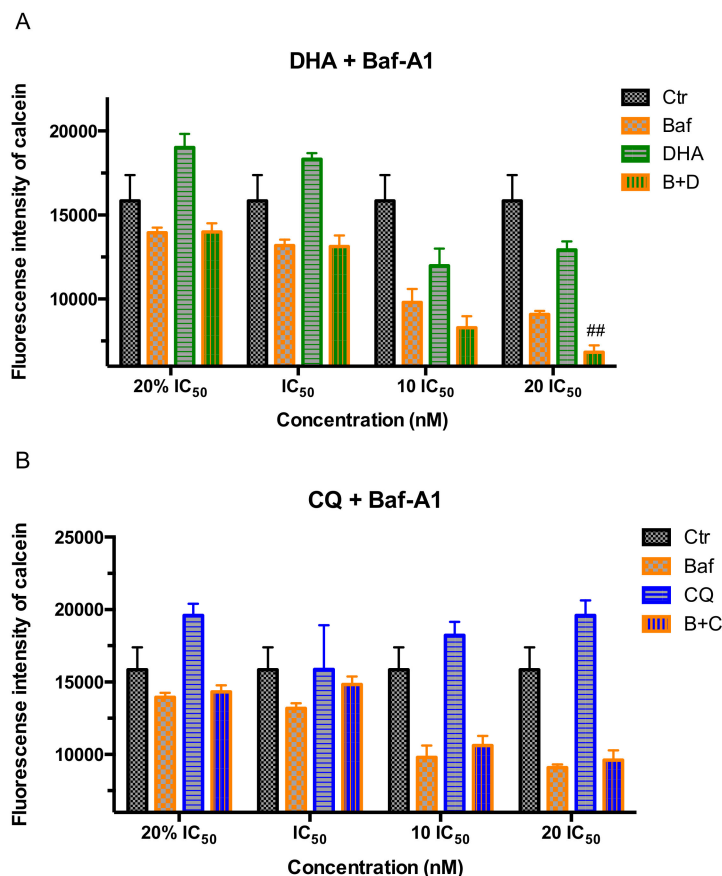 A
DHA + Baf-A1
Fluorescense intensity of calcein
20000
15000
10000
Ctr
Baf
DHA
B+D
##
20% IC50
IC50
10 IC50
20 IC50
Concentration (nM)
B
CQ + Baf-A1
Fluorescense intensity of calcein
25000
20000
15000
10000
Ctr
Baf
CQ
B+C
20% IC50
IC50
10 IC50
20 IC50
Concentration (nM)